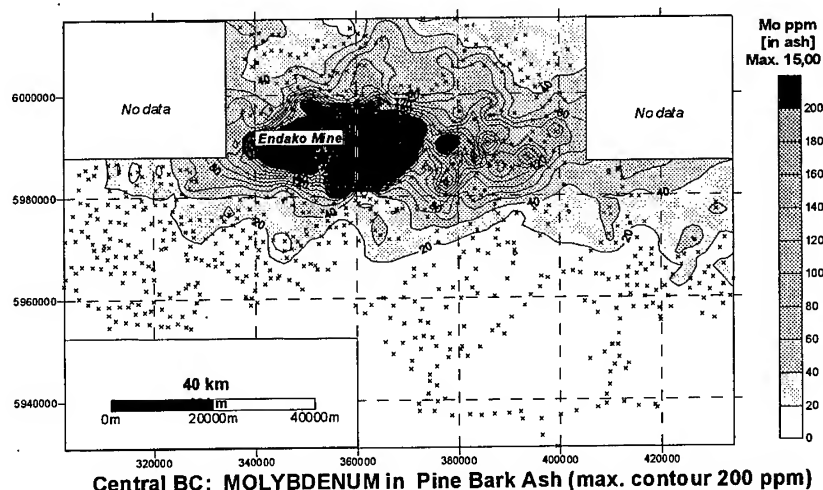 Mo ppm
[in ash]
Max. 15,00
No data
No data
Endako Mine
6000000
5980000
5960000
5940000
200
180
160
140
120
100
80
60
40
20
0
40
40
20
20
40 km
0m 20000m 40000m
320000 340000 360000 380000 400000 420000
Central BC: MOLYBDENUM in Pine Bark Ash (max. contour 200 ppm)